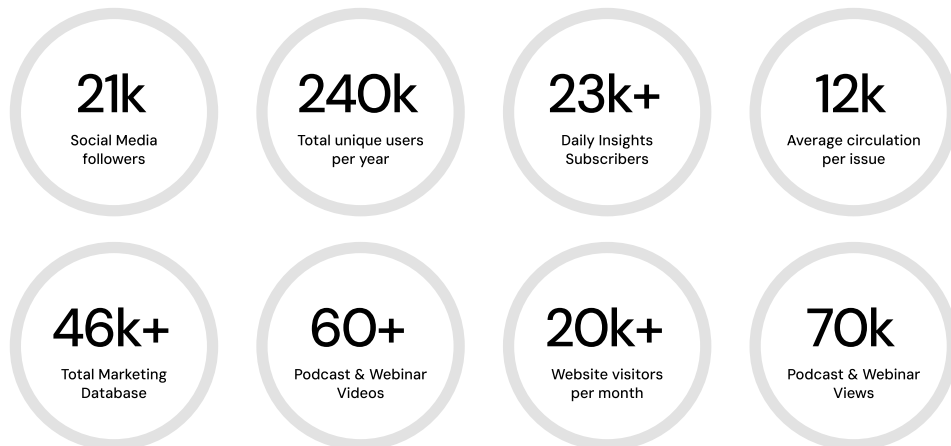 21k
Social Media
followers
240k
Total unique users
per year
23k+
Daily Insights
Subscribers
12k
Average circulation
per issue
46k+
Total Marketing
Database
60+
Podcast & Webinar
Videos
20k+
Website visitors
per month
70k
Podcast & Webinar
Views